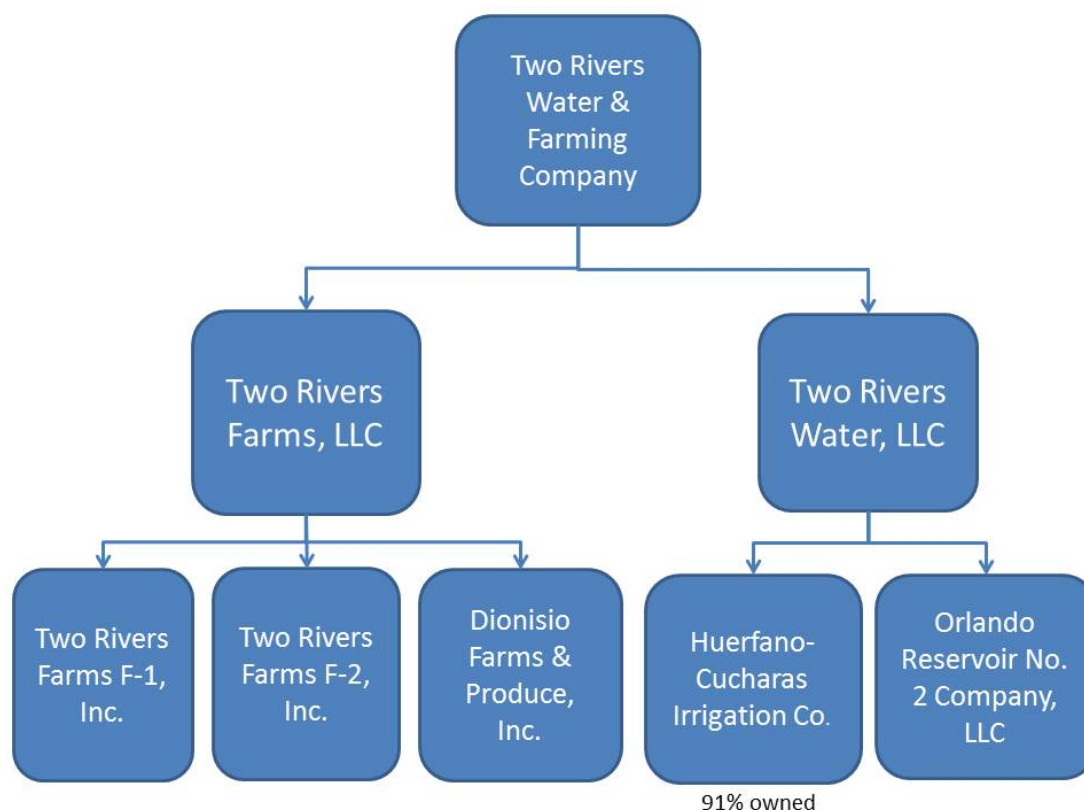 Two Rivers
Water &
Farming
Company
Two Rivers
Farms, LLC
Two Rivers
Water, LLC
Two Rivers
Farms F-1,
Inc.
Two Rivers
Farms F-2,
Inc.
Dionisio
Farms &
Produce,
Inc.
Huerfano-
Cucharas
Irrigation Co.
Orlando
Reservoir No.
2 Company,
LLC
91% owned